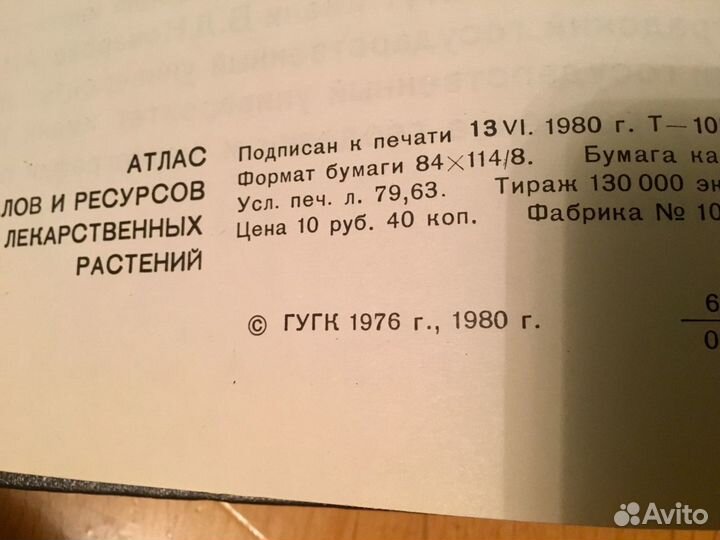 АТЛАС
ЛОВ И РЕСУРСОВ
ЛЕКАРСТВЕННЫХ
РАСТЕНИЙ
Подписан к печати 13 VI. 1980 г. Т—10
Формат бумаги 84×114/8. Бумага ка
Усл. печ. л. 79,63. Тираж 130 000 эк
Цена 10 руб. 40 коп. Фабрика № 10
© ГУГК 1976 г., 1980 г.
6
0
Avito